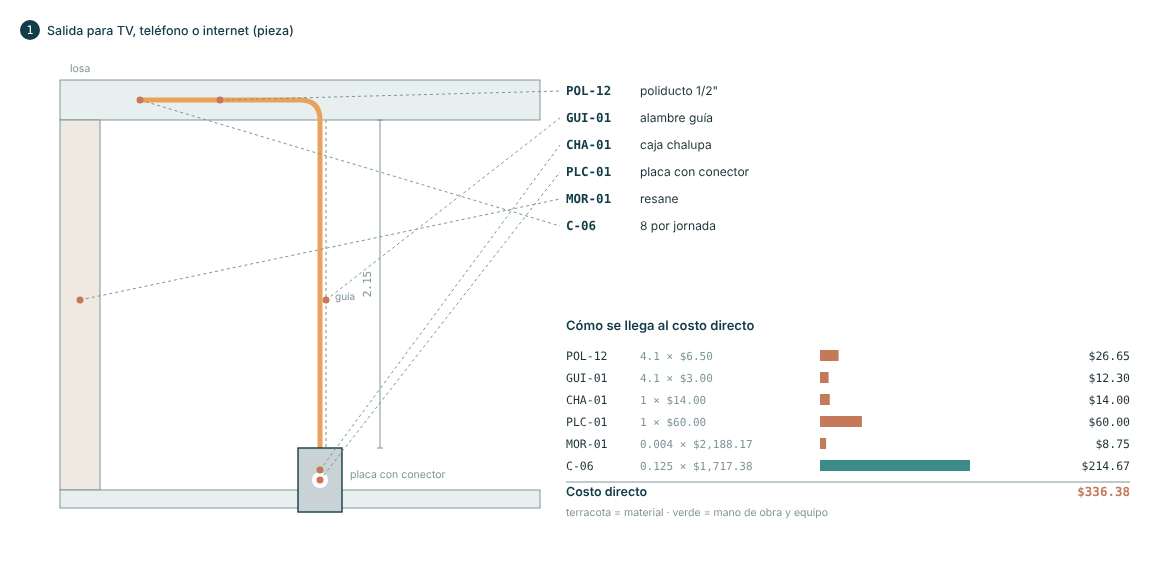 1 Salida para TV, teléfono o internet (pieza)
losa
POL-12 poliducto 1/2"
GUI-01 alambre guía
CHA-01 caja chalupa
PLC-01 placa con conector
MOR-01 resane
C-06 8 por jornada
2.15
guía
placa con conector
Cómo se llega al costo directo
POL-12 4.1 × $6.50 $26.65
GUI-01 4.1 × $3.00 $12.30
CHA-01 1 × $14.00 $14.00
PLC-01 1 × $60.00 $60.00
MOR-01 0.004 × $2,188.17 $8.75
C-06 0.125 × $1,717.38 $214.67
Costo directo $336.38
terracota = material · verde = mano de obra y equipo